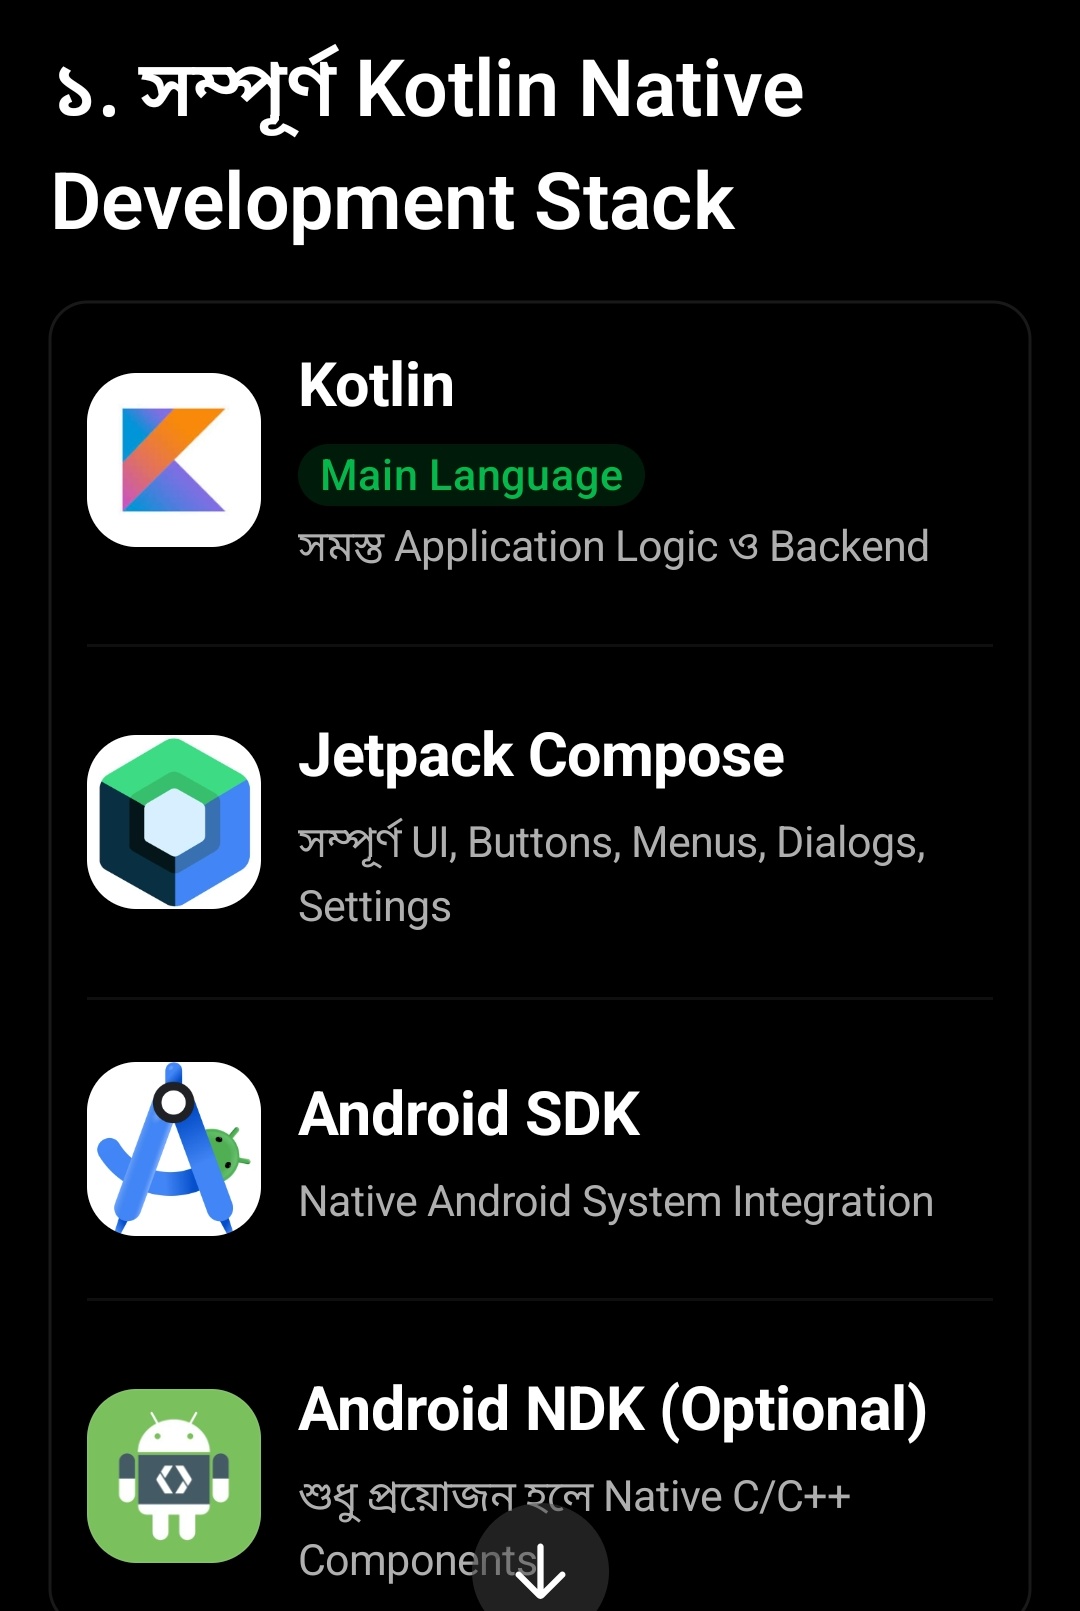 ১. সম্পূর্ণ Kotlin Native
Development Stack
Kotlin
Main Language
সমস্ত Application Logic ও Backend
Jetpack Compose
সম্পূর্ণ UI, Buttons, Menus, Dialogs,
Settings
Android SDK
Native Android System Integration
Android NDK (Optional)
শুধু প্রয়োজন হলে Native C/C++
Components